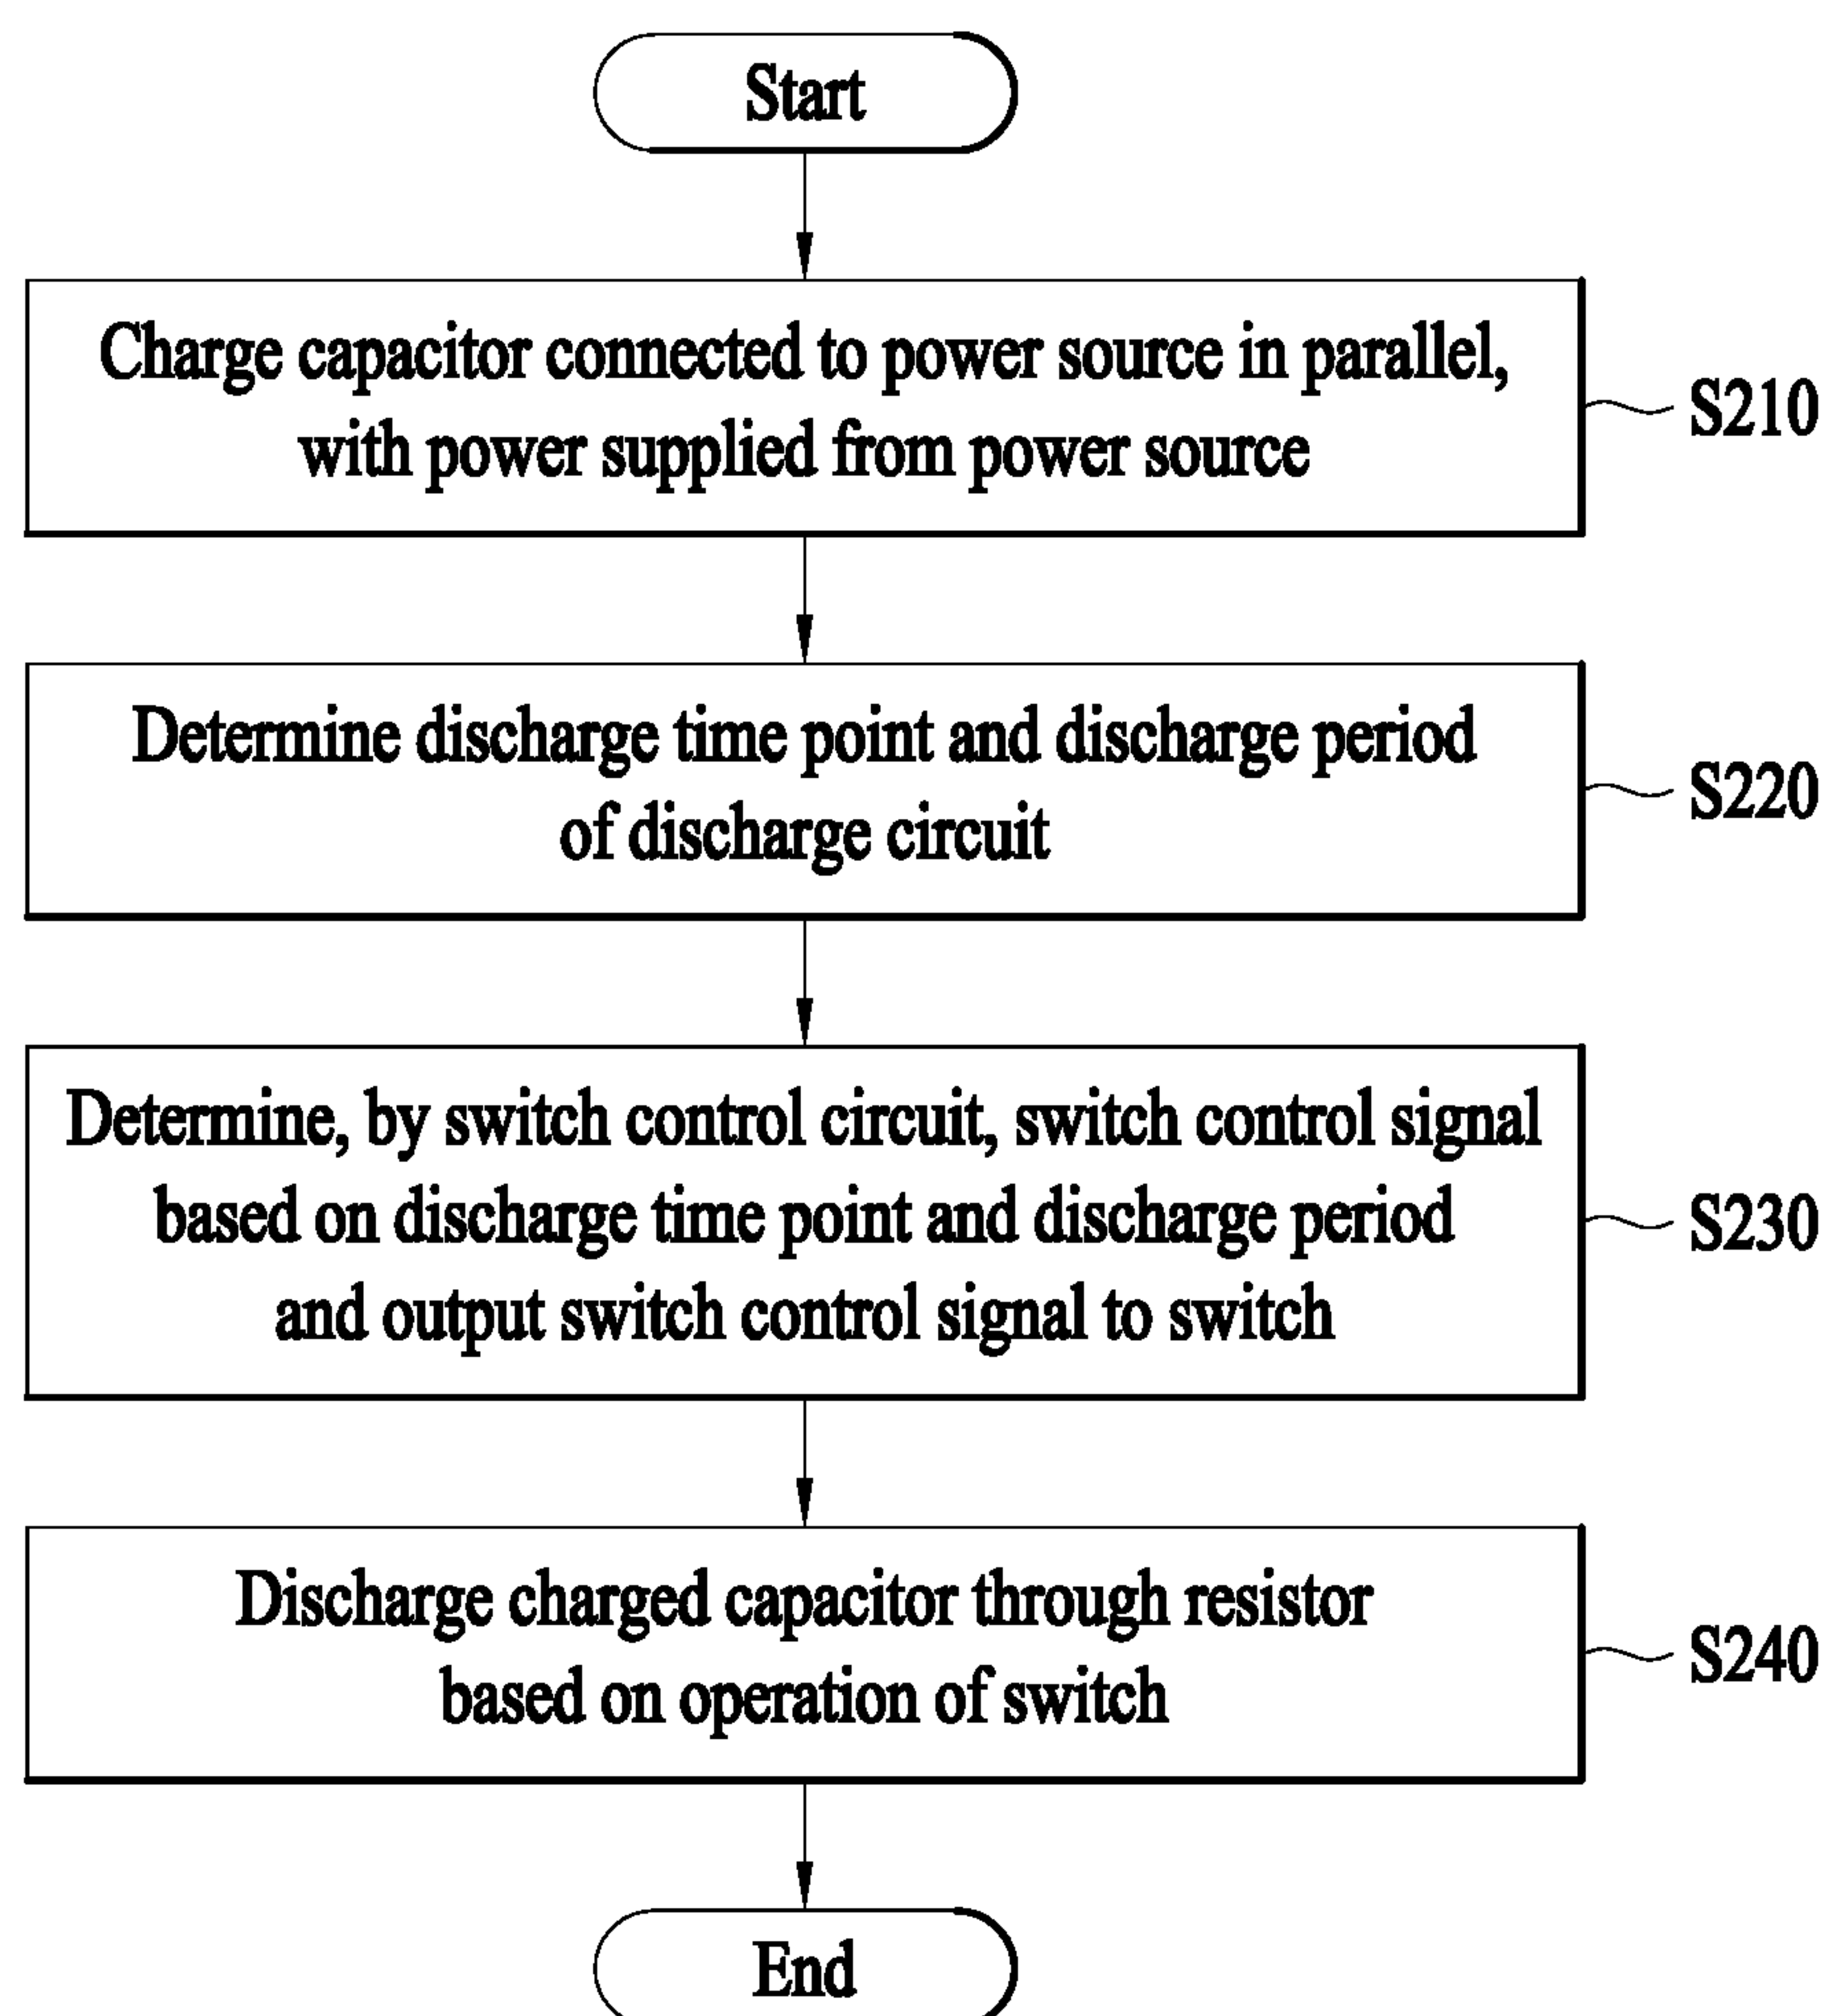 Start
Charge capacitor connected to power source in parallel,
with power supplied from power source
S210
Determine discharge time point and discharge period
of discharge circuit
S220
Determine, by switch control circuit, switch control signal
based on discharge time point and discharge period
and output switch control signal to switch
S230
Discharge charged capacitor through resistor
based on operation of switch
S240
End